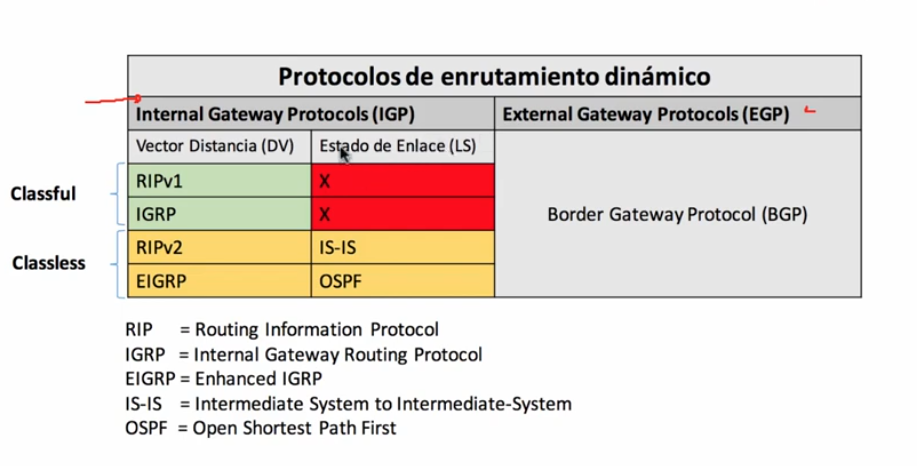 Protocolos de enrutamiento dinámico
Internal Gateway Protocols (IGP) External Gateway Protocols (EGP)
Vector Distancia (DV) Estado de Enlace (LS)
Classful
RIPv1 X
IGRP X
Border Gateway Protocol (BGP)
Classless
RIPv2 IS-IS
EIGRP OSPF
RIP = Routing Information Protocol
IGRP = Internal Gateway Routing Protocol
EIGRP = Enhanced IGRP
IS-IS = Intermediate System to Intermediate-System
OSPF = Open Shortest Path First